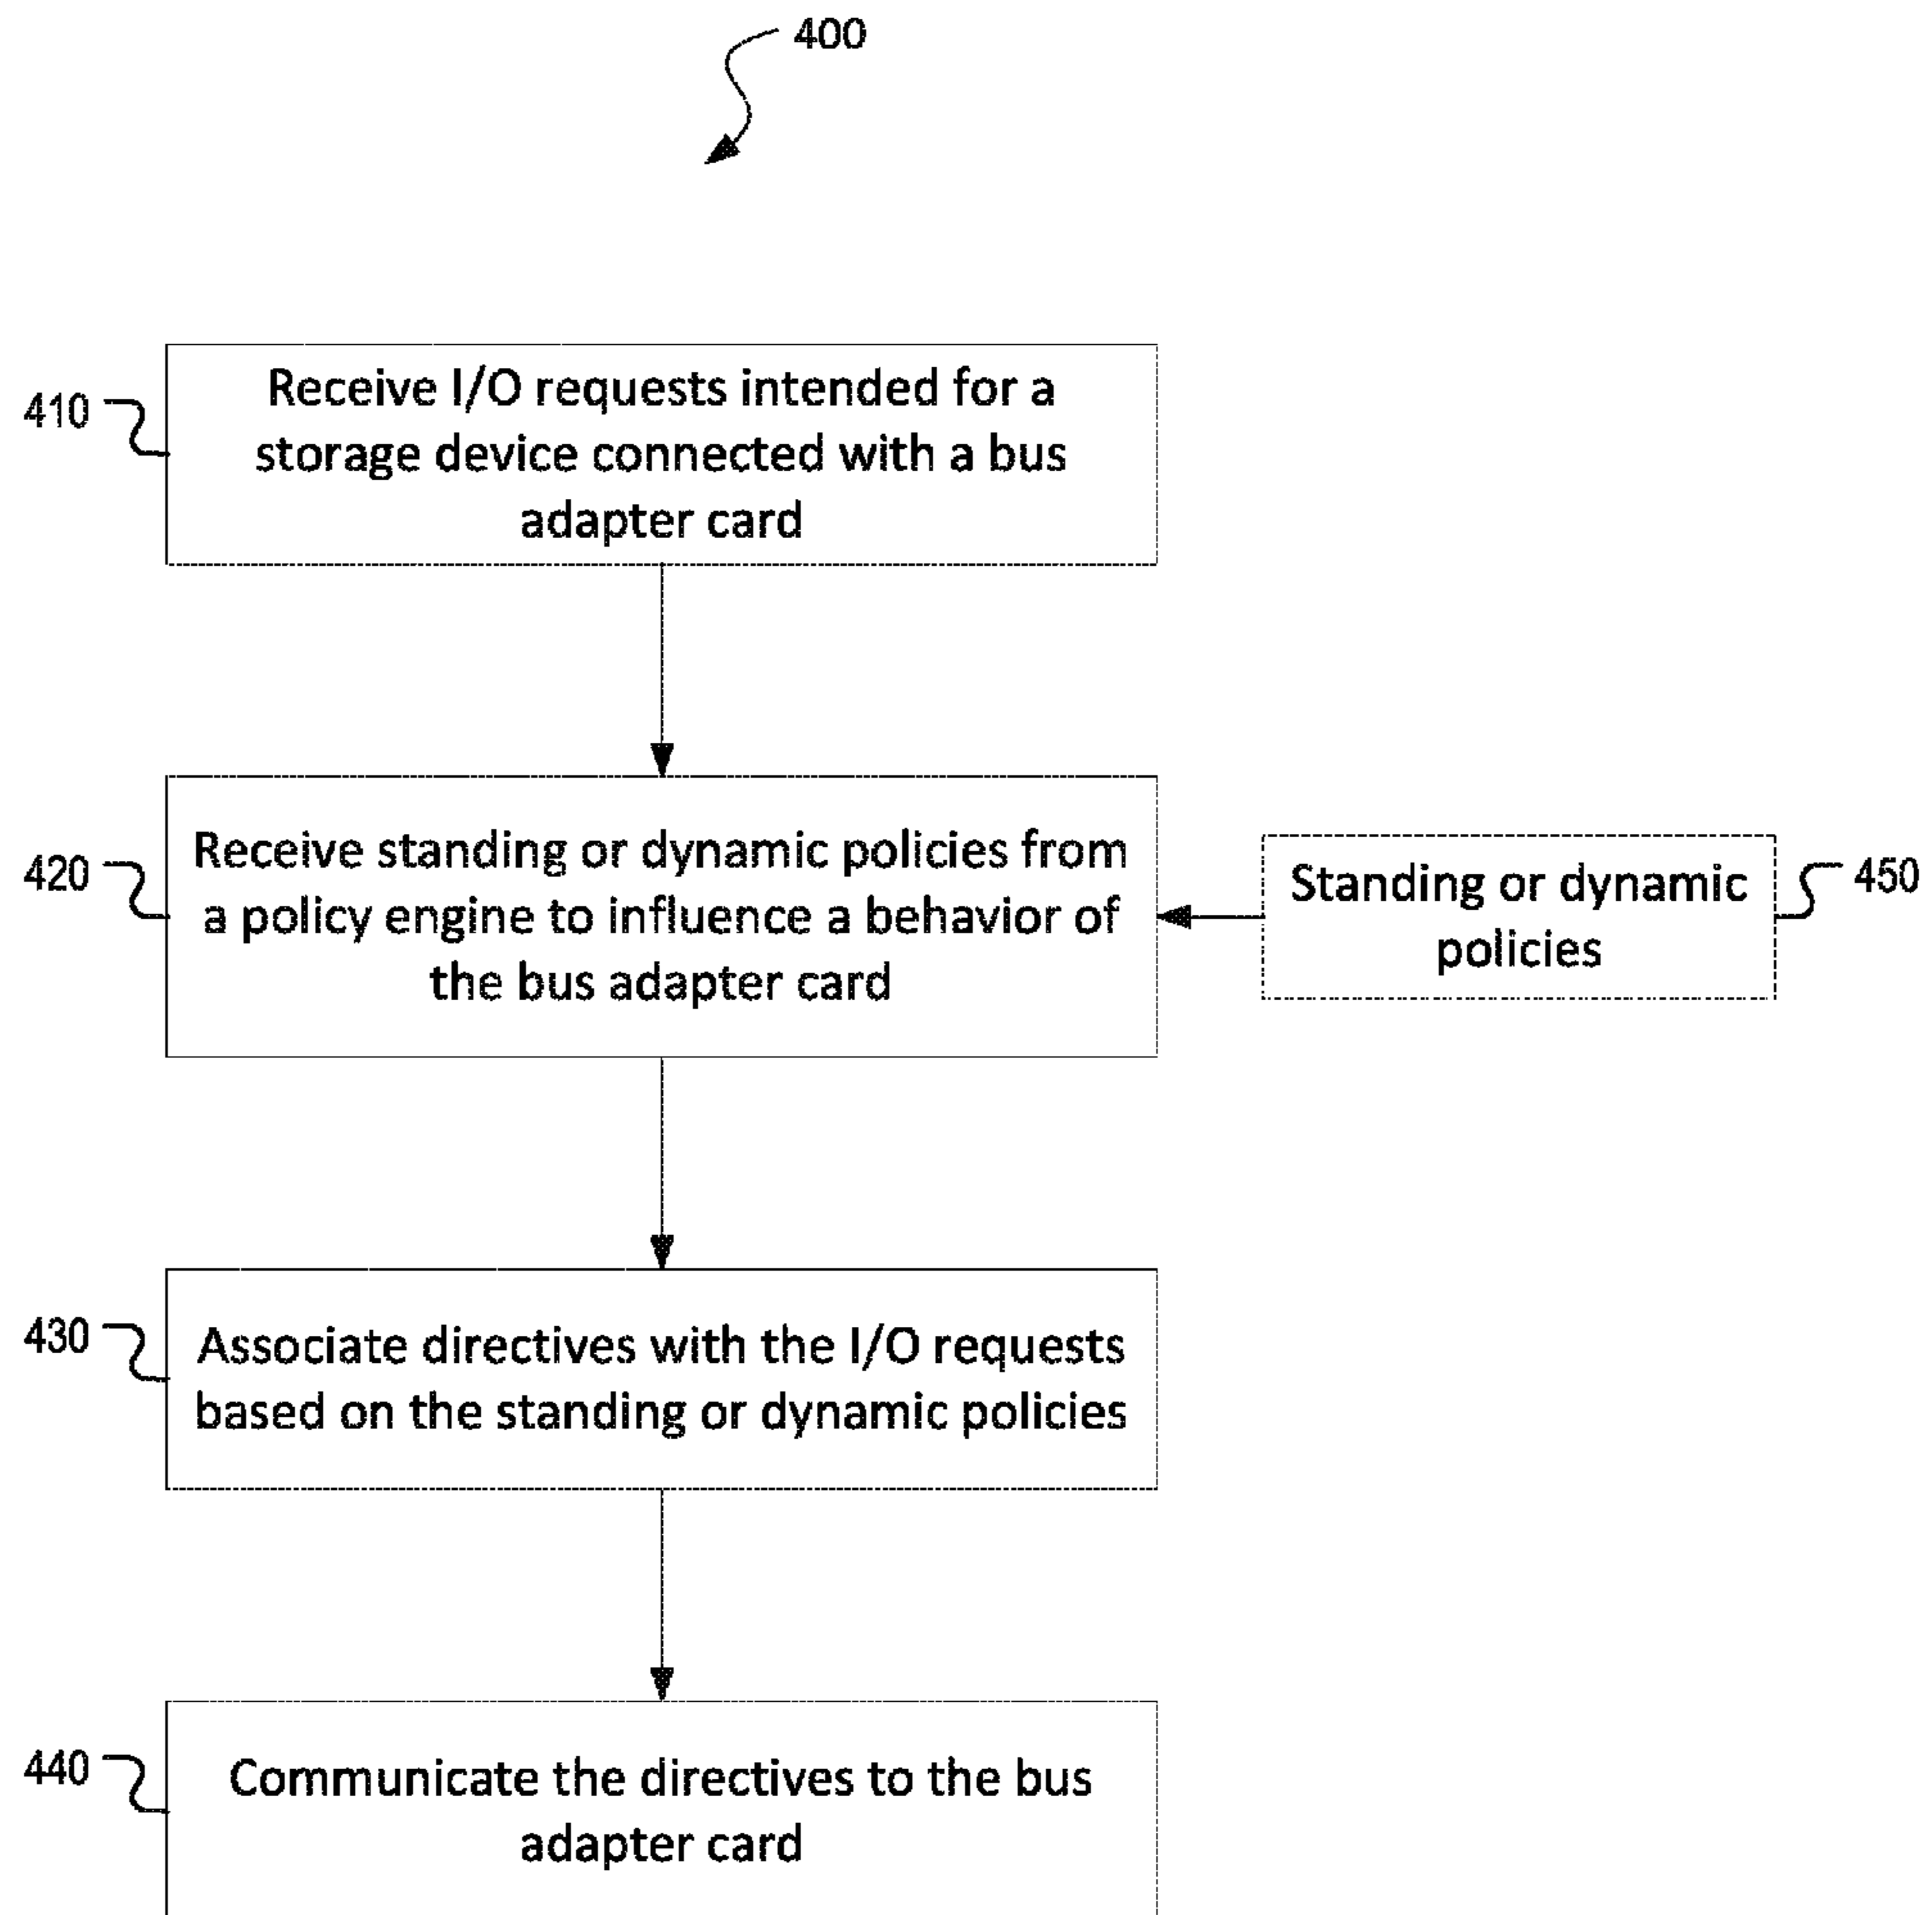 400
410
Receive I/O requests intended for a
storage device connected with a bus
adapter card
420
Receive standing or dynamic policies from
a policy engine to influence a behavior of
the bus adapter card
Standing or dynamic
policies
450
430
Associate directives with the I/O requests
based on the standing or dynamic policies
440
Communicate the directives to the bus
adapter card